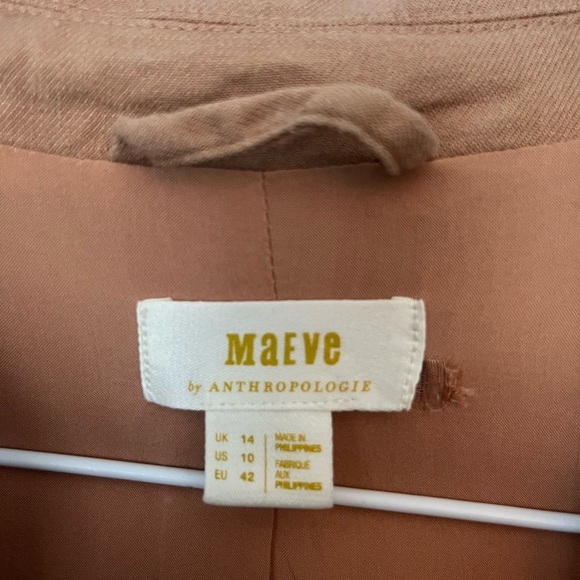 MaEVe
by ANTHROPOLOGIE
UK 14
US 10
EU 42
MADE IN
PHILIPPINES
FABRIQUÉ
AUX
PHILIPPINES